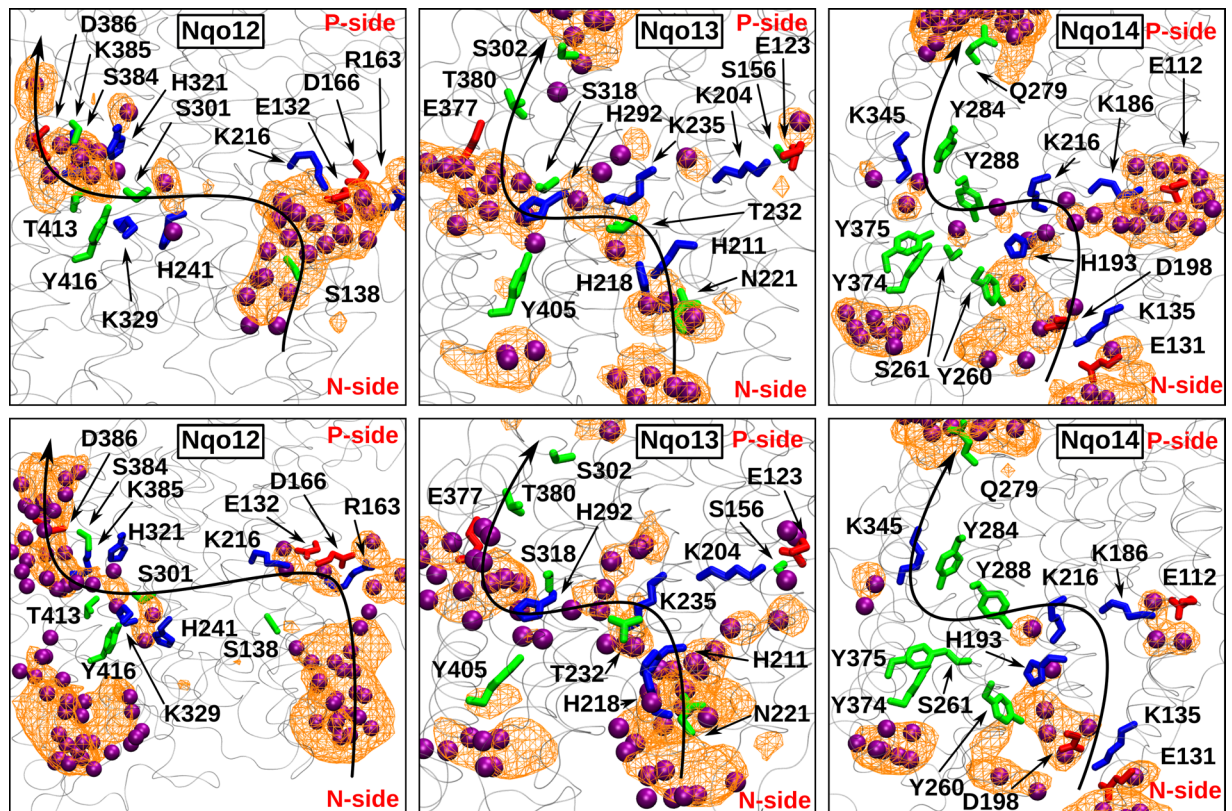 D386
Nqo12
P-side
K385
R163
S384
H321
D166
S301
E132
K216
T413
Y416
H241
S138
K329
N-side
S302
Nqo13
P-side
E123
T380
S156
E377
S318
K204
H292
K235
T232
H211
H218
N221
Y405
N-side
Nqo14
P-side
E112
Q279
K345
Y284
K186
K216
Y288
Y375
H193
D198
Y374
K135
S261
Y260
E131
N-side
D386
Nqo12
P-side
S384
D166
K385
E132
R163
H321
K216
S301
T413
H241
S138
Y416
K329
N-side
Nqo13
P-side
S302
E123
E377
T380
H292
S156
S318
K204
K235
Y405
T232
H211
H218
N221
N-side
Nqo14
P-side
Q279
K345
Y284
K186
Y288
K216
E112
H193
Y375
Y374
S261
K135
E131
Y260
D198
N-side